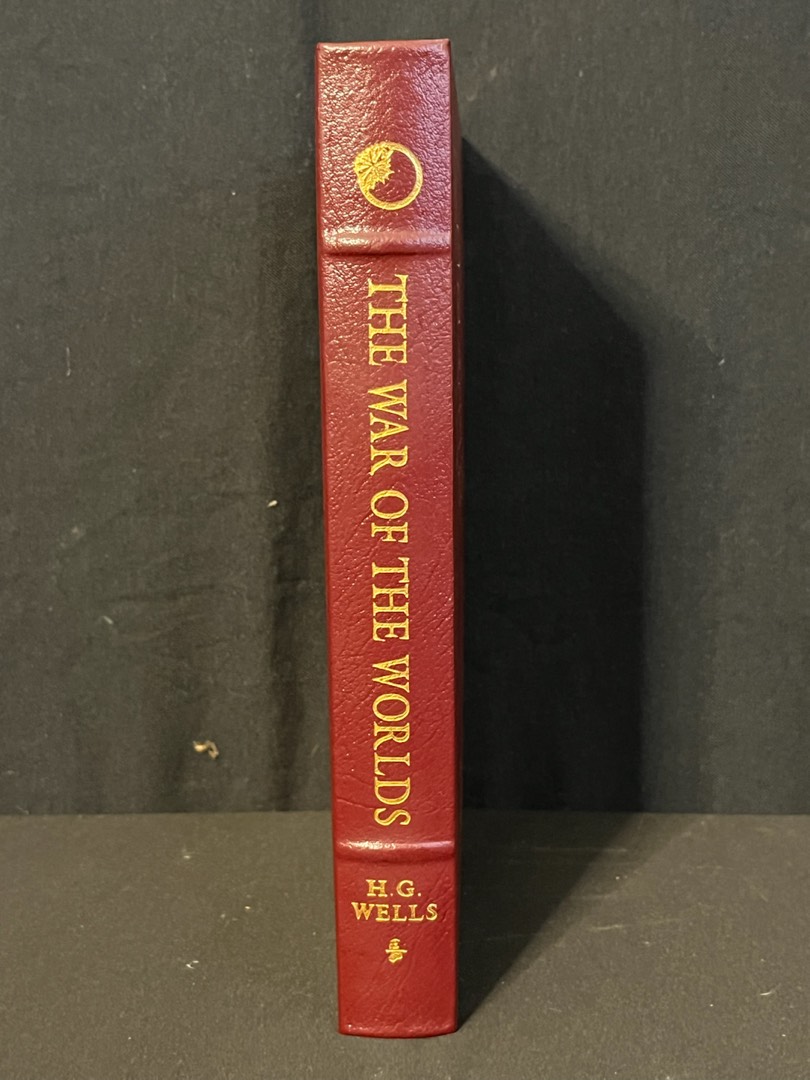 THE WAR OF THE WORLDS
H.G.
WELLS